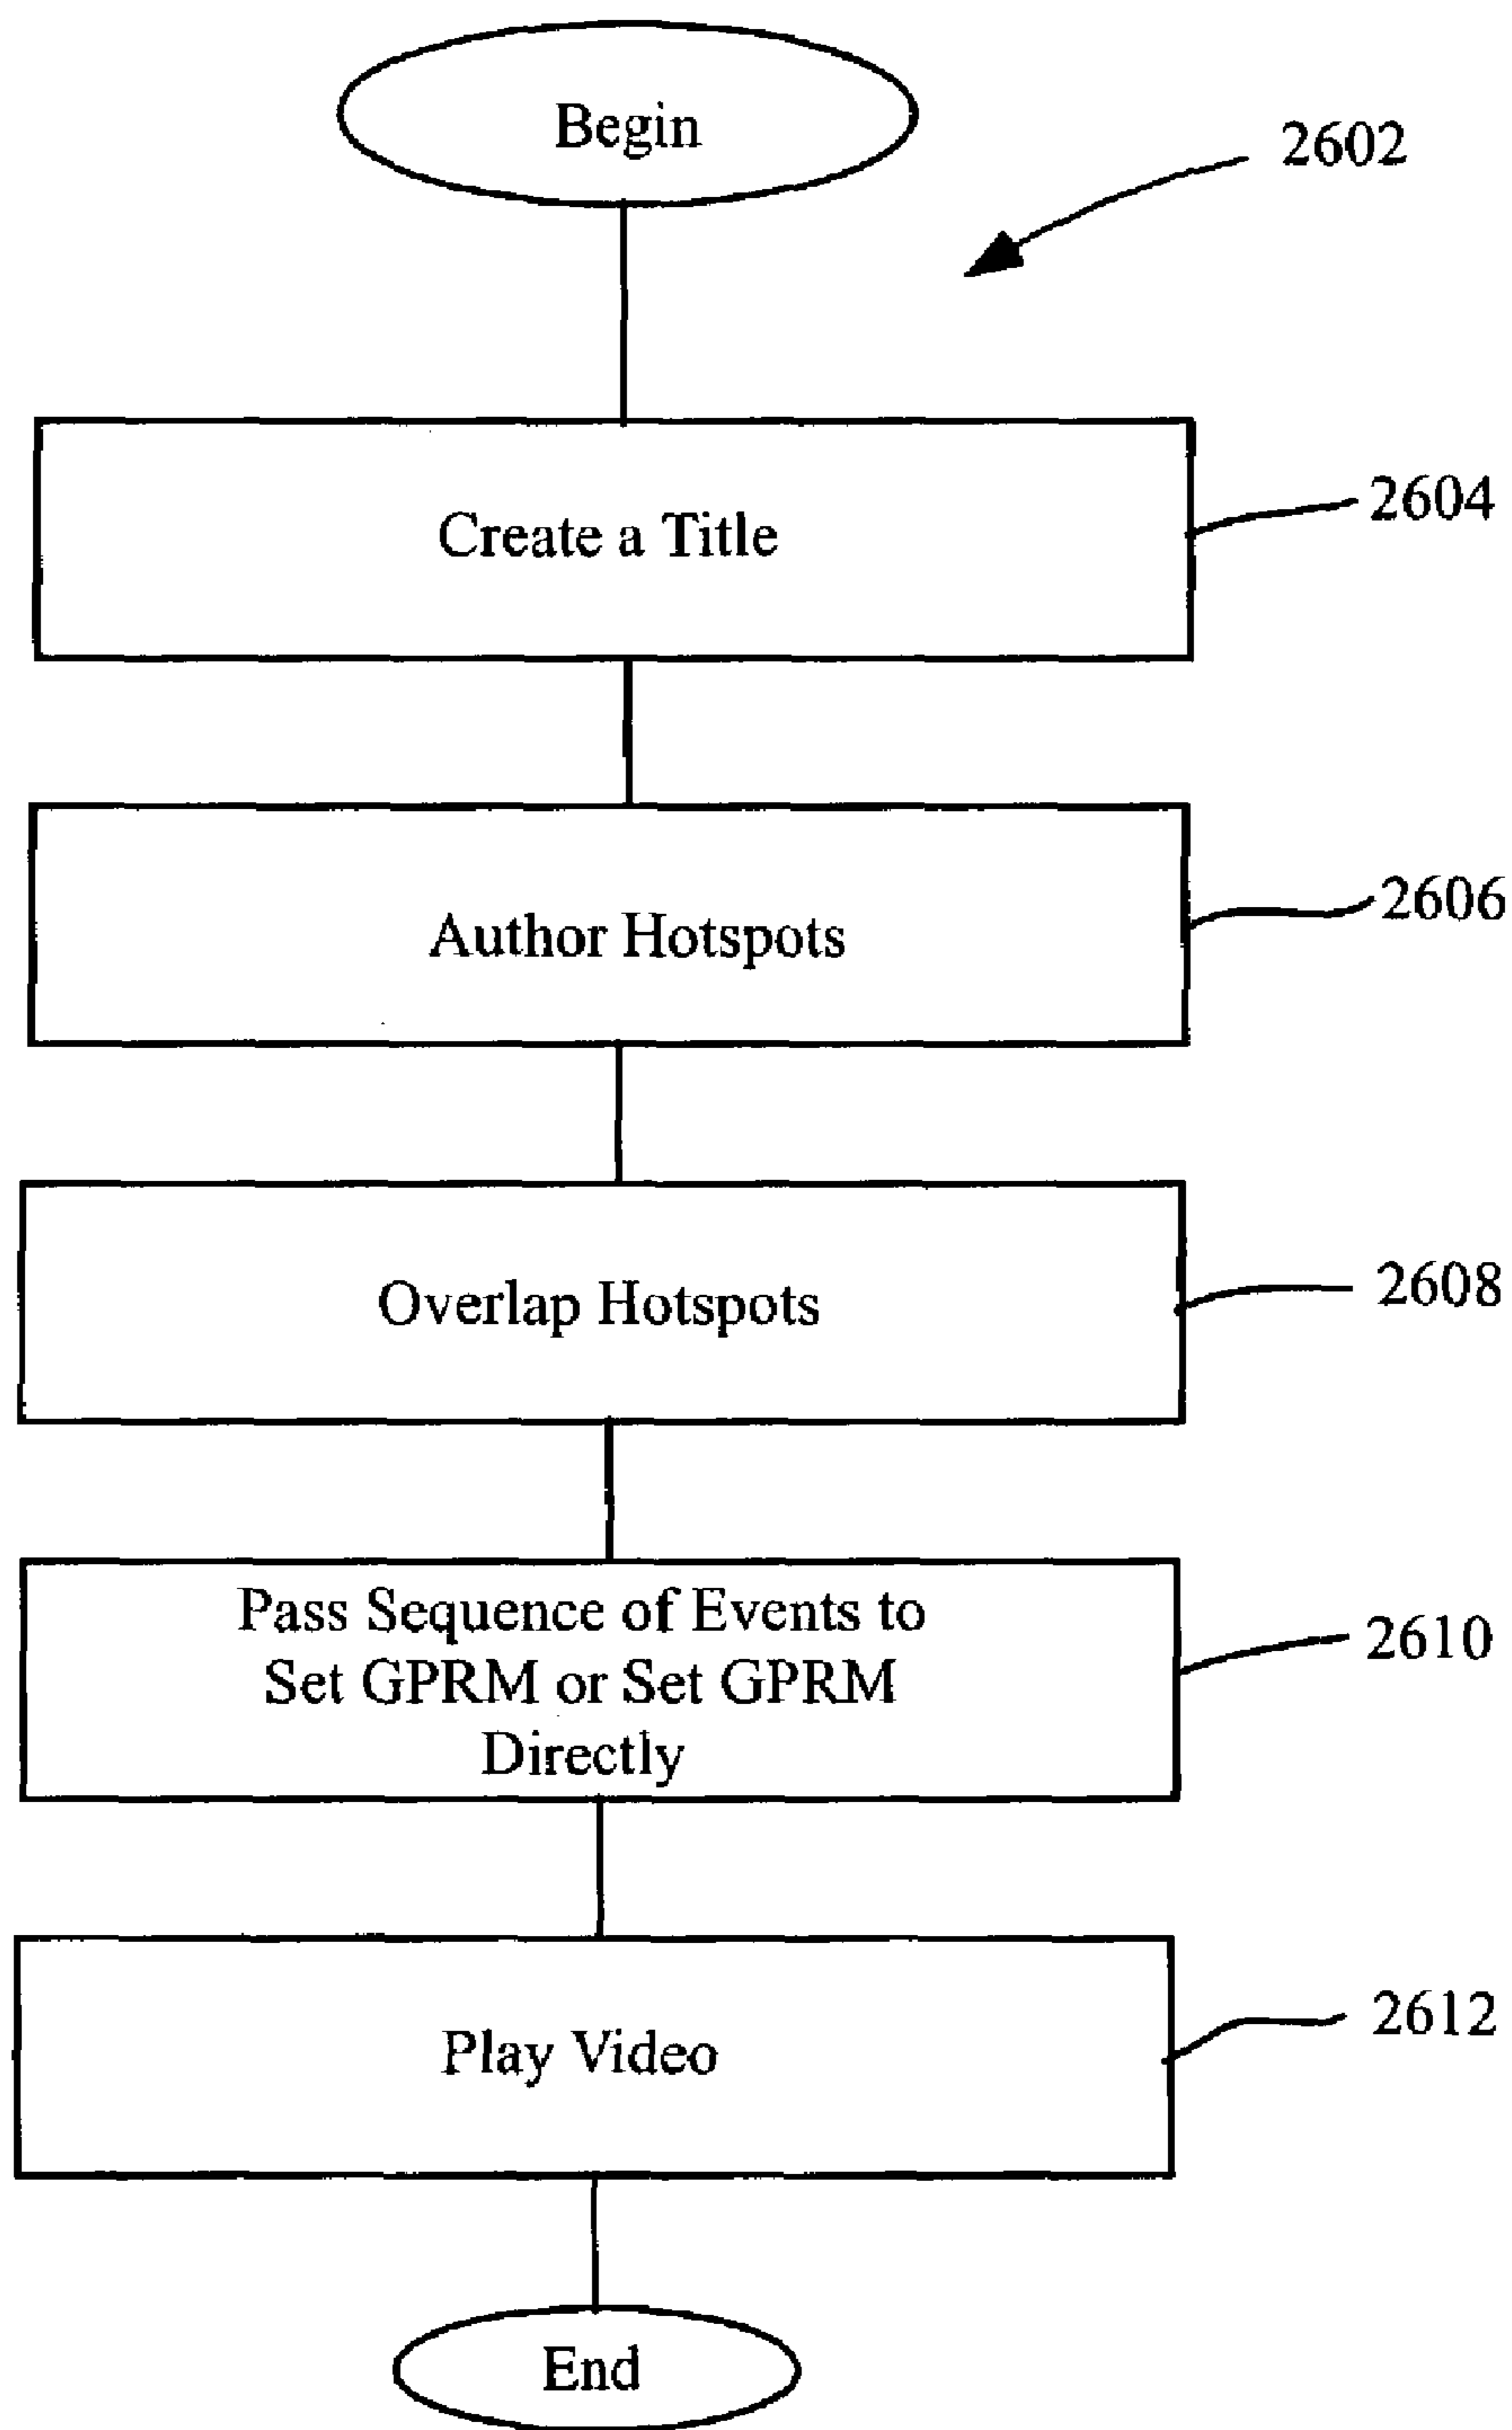 Begin
2602
Create a Title
2604
Author Hotspots
2606
Overlap Hotspots
2608
Pass Sequence of Events to
Set GPRM or Set GPRM
Directly
2610
Play Video
2612
End